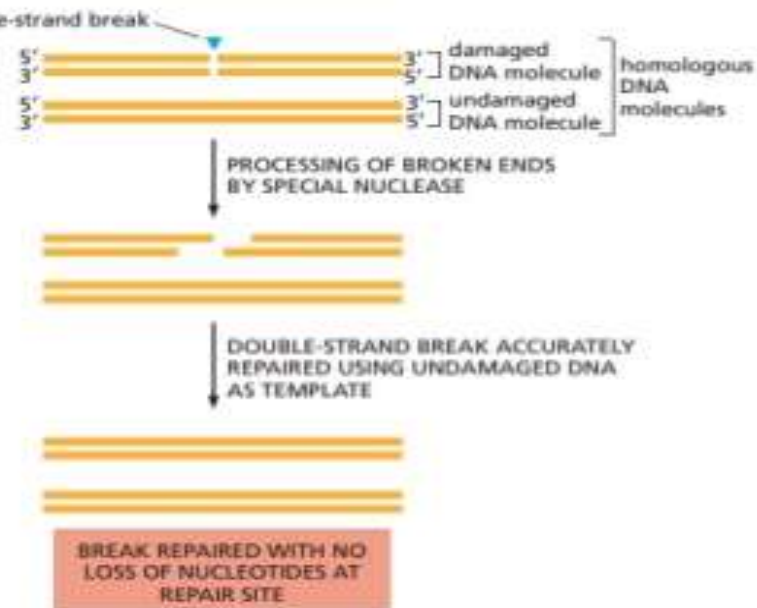 e-strand break
5’ 3’ damaged
3’ 5’ DNA molecule
homologous
DNA
molecules
5’ 3’ undamaged
3’ 5’ DNA molecule
PROCESSING OF BROKEN ENDS
BY SPECIAL NUCLEASE
DOUBLE-STRAND BREAK ACCURATELY
REPAIRED USING UNDAMAGED DNA
AS TEMPLATE
BREAK REPAIRED WITH NO
LOSS OF NUCLEOTIDES AT
REPAIR SITE